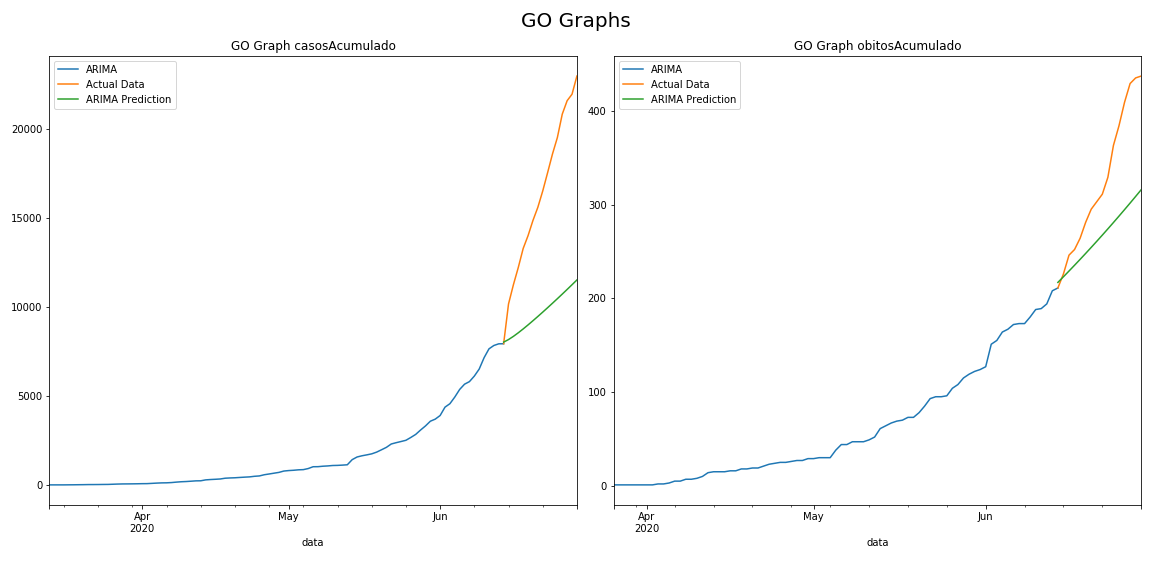 GO Graphs
GO Graph casosAcumulado
ARIMA
Actual Data
ARIMA Prediction
20000
15000
10000
5000
0
Apr
2020
May
Jun
data
GO Graph obitosAcumulado
ARIMA
Actual Data
ARIMA Prediction
400
300
200
100
0
Apr
2020
May
Jun
data